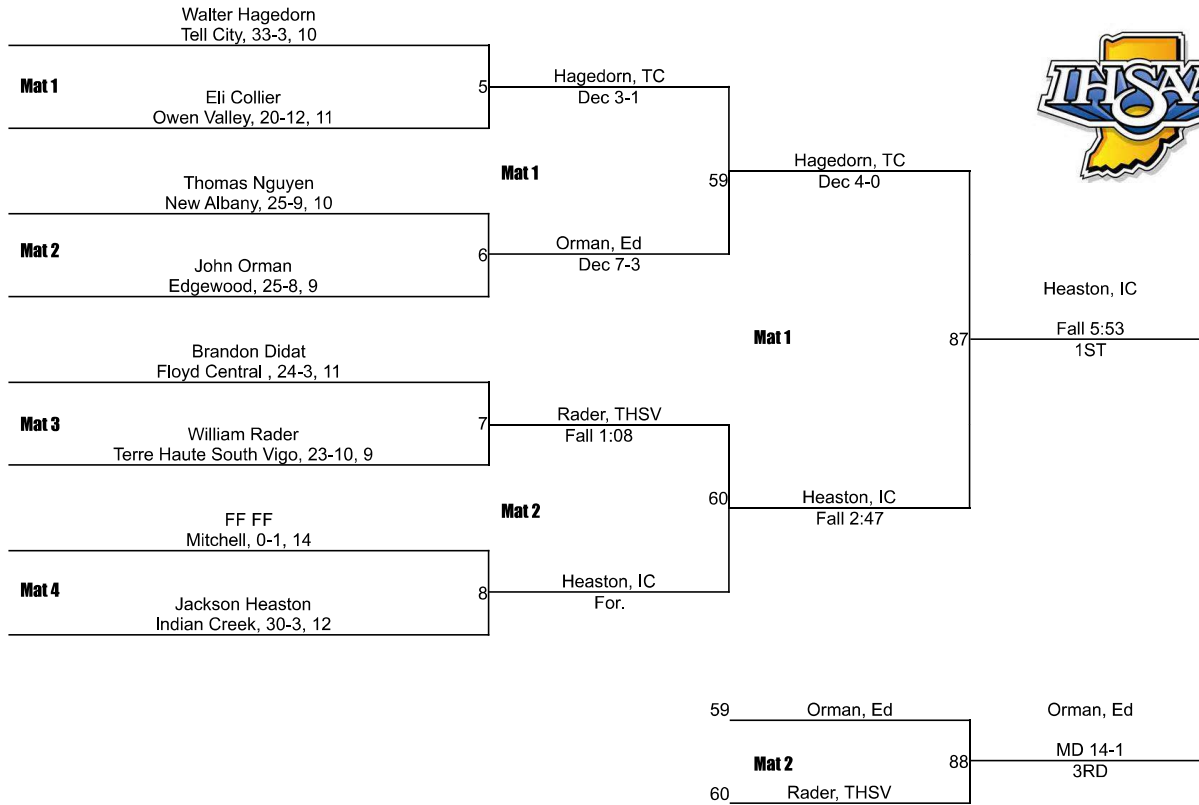 Walter Hagedorn
Tell City, 33-3, 10
Mat 1
5
Eli Collier
Owen Valley, 20-12, 11
Hagedorn, TC
Dec 3-1
Mat 1
59
Thomas Nguyen
New Albany, 25-9, 10
Mat 2
6
John Orman
Edgewood, 25-8, 9
Orman, Ed
Dec 7-3
Hagedorn, TC
Dec 4-0
IHSAA
Mat 1
87
Heaston, IC
Fall 5:53
1ST
Brandon Didat
Floyd Central , 24-3, 11
Mat 3
7
William Rader
Terre Haute South Vigo, 23-10, 9
Rader, THSV
Fall 1:08
Mat 2
60
Heaston, IC
Fall 2:47
FF FF
Mitchell, 0-1, 14
Mat 4
8
Jackson Heaston
Indian Creek, 30-3, 12
Heaston, IC
For.
59
Orman, Ed
Mat 2
88
60
Rader, THSV
Orman, Ed
MD 14-1
3RD